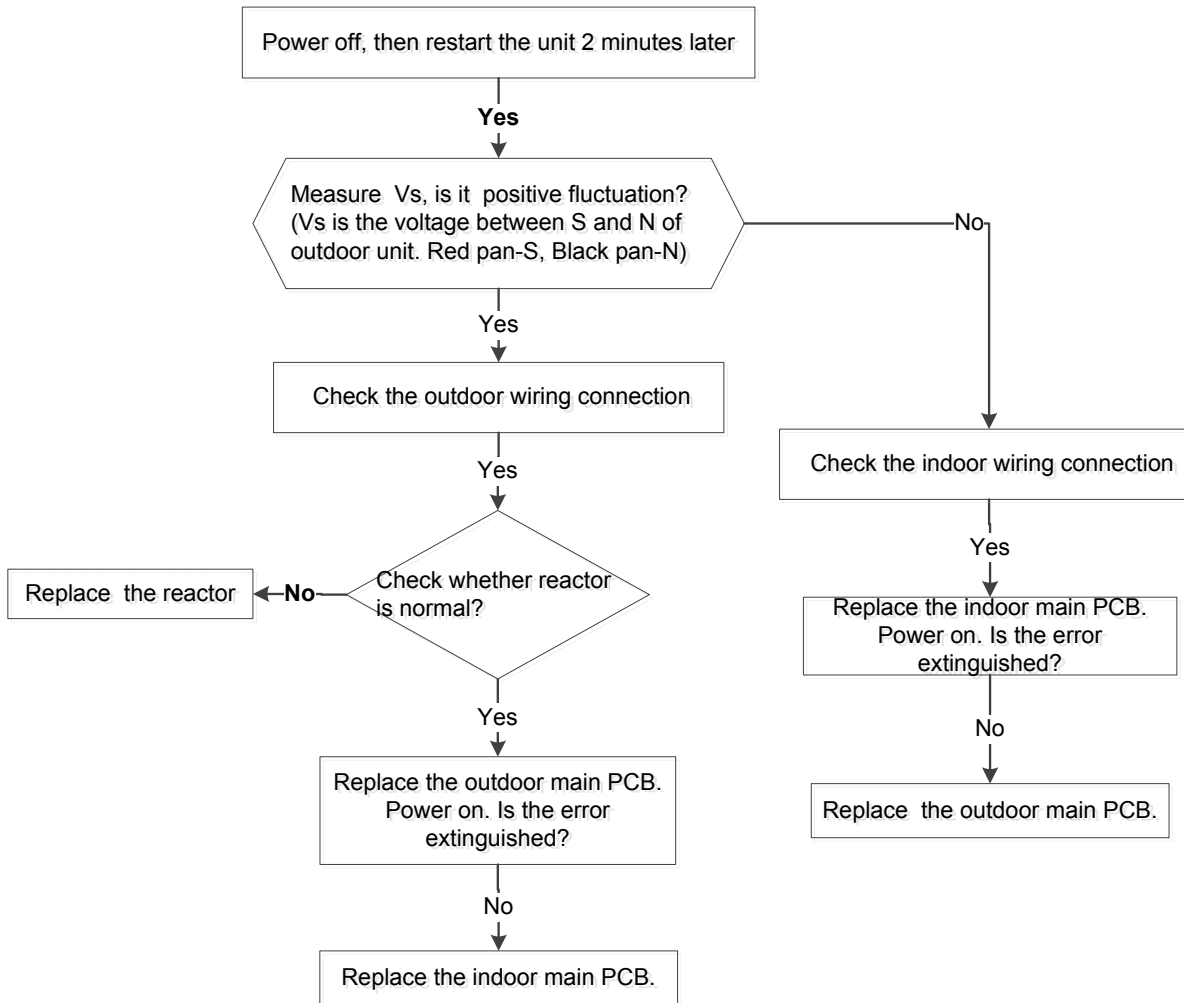 Power off, then restart the unit 2 minutes later
Yes
Measure Vs, is it positive fluctuation?
(Vs is the voltage between S and N of
outdoor unit. Red pan-S, Black pan-N)
No
Yes
Check the outdoor wiring connection
Check the indoor wiring connection
Yes
Yes
Check whether reactor
is normal?
No
Replace the reactor
Replace the indoor main PCB.
Power on. Is the error
extinguished?
Yes
No
Replace the outdoor main PCB.
Power on. Is the error
extinguished?
Replace the outdoor main PCB.
No
Replace the indoor main PCB.